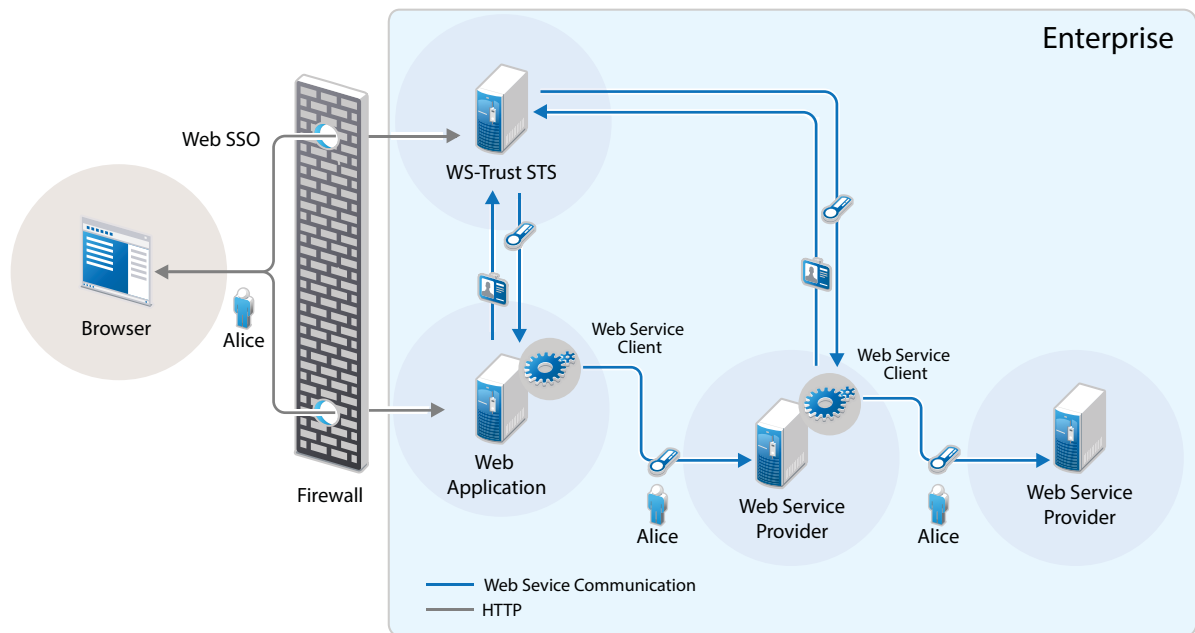 Enterprise
Web SSO
WS-Trust STS
Browser
Alice
Firewall
Web Service
Client
Web
Application
Web Service
Client
Alice
Web Service
Provider
Alice
Web Service
Provider
Web Sevice Communication
HTTP